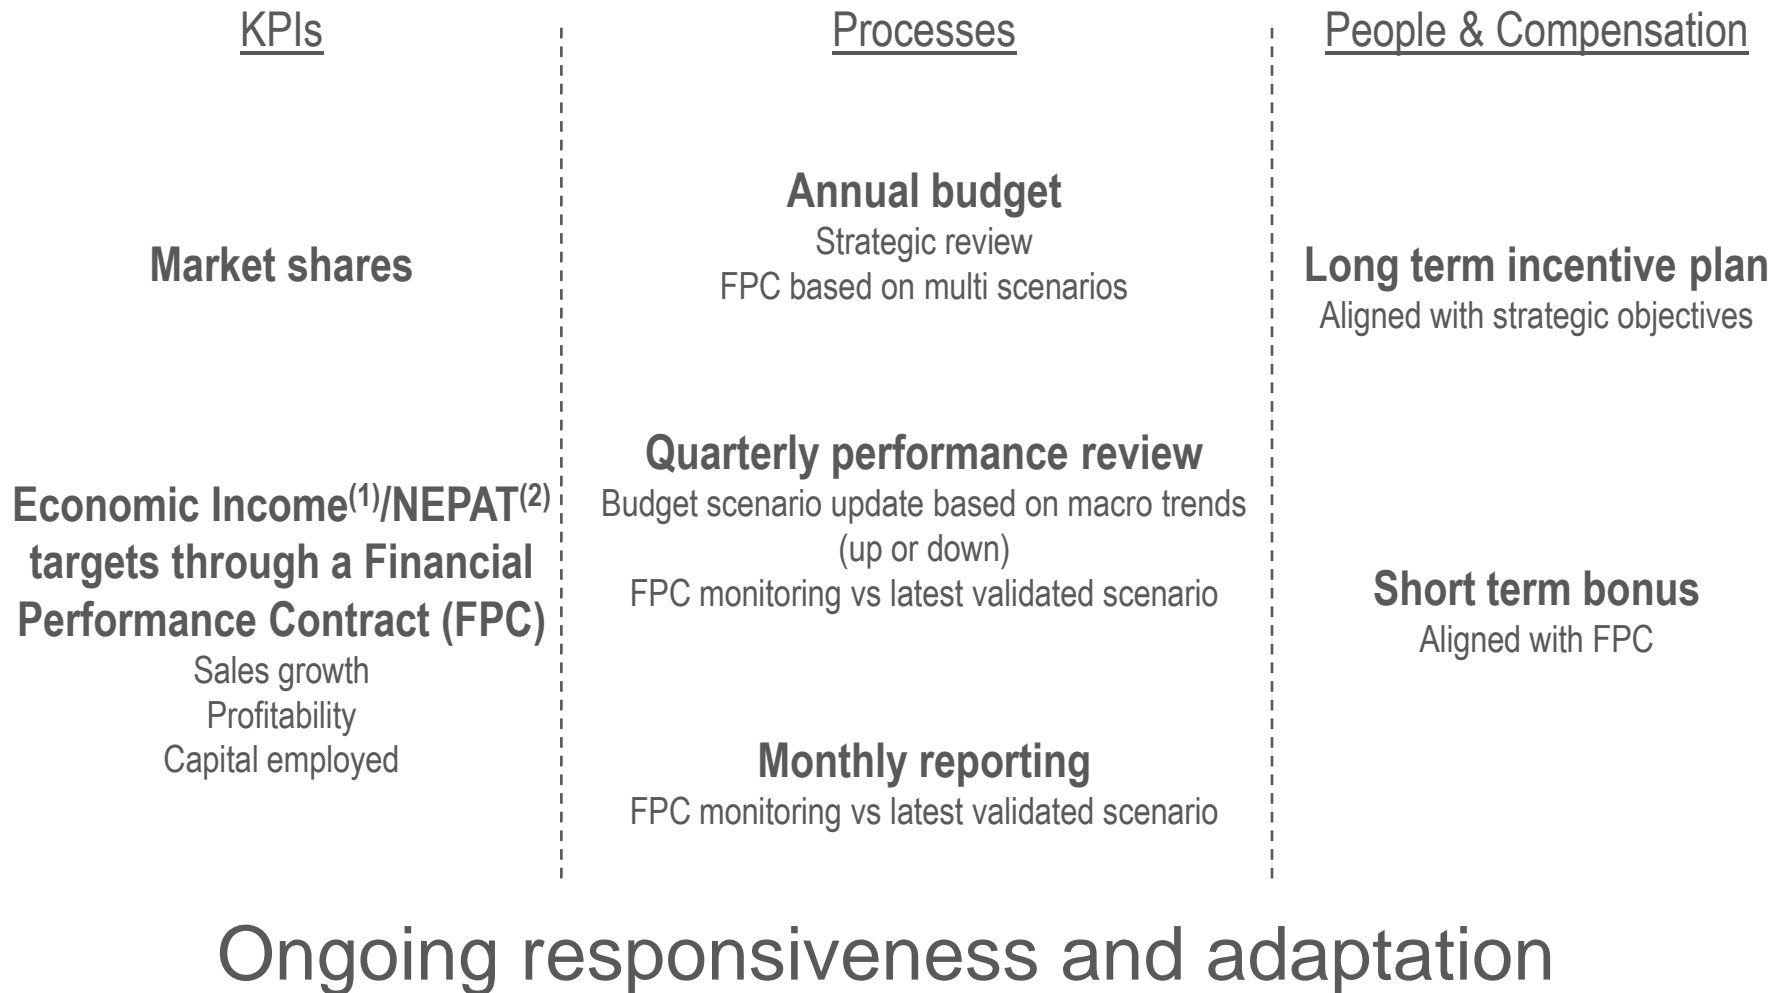 KPIs
Market shares
Economic Income(1)/NEPAT(2)
targets through a Financial
Performance Contract (FPC)
Sales growth
Profitability
Capital employed
Processes
Annual budget
Strategic review
FPC based on multi scenarios
Quarterly performance review
Budget scenario update based on macro trends
(up or down)
FPC monitoring vs latest validated scenario
Monthly reporting
FPC monitoring vs latest validated scenario
People & Compensation
Long term incentive plan
Aligned with strategic objectives
Short term bonus
Aligned with FPC
Ongoing responsiveness and adaptation